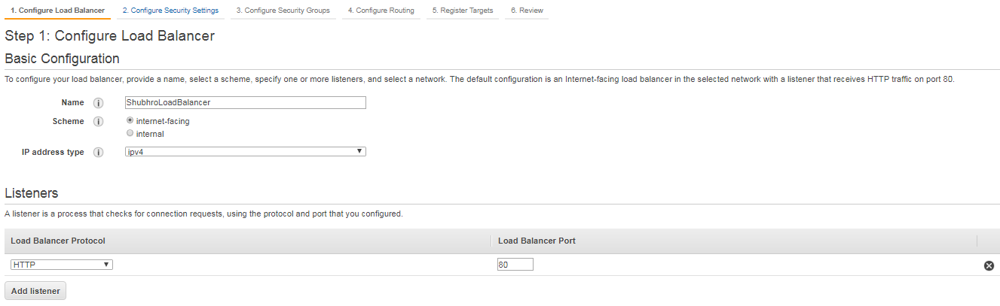 1. Configure Load Balancer 2. Configure Security Settings 3. Configure Security Groups 4. Configure Routing 5. Register Targets 6. Review
Step 1: Configure Load Balancer
Basic Configuration
To configure your load balancer, provide a name, select a scheme, specify one or more listeners, and select a network. The default configuration is an Internet-facing load balancer in the selected network with a listener that receives HTTP traffic on port 80.
Name i ShubhroLoadBalancer
Scheme i internet-facing
internal
IP address type i ipv4
Listeners
A listener is a process that checks for connection requests, using the protocol and port that you configured.
Load Balancer Protocol Load Balancer Port
HTTP 80
Add listener